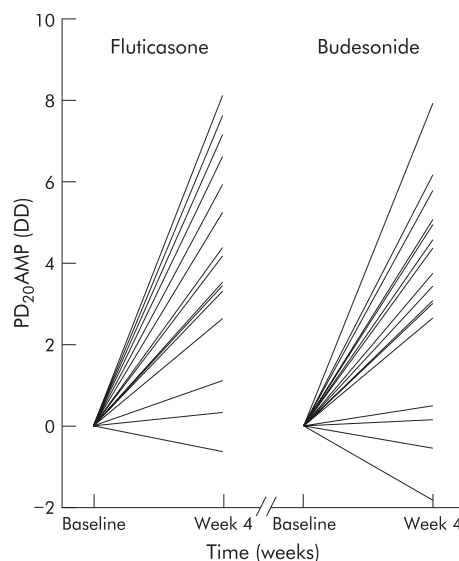 10
Fluticasone
Budesonide
8
6
4
2
0
−2
PD20AMP (DD)
Baseline
Week 4
Baseline
Week 4
Time (weeks)